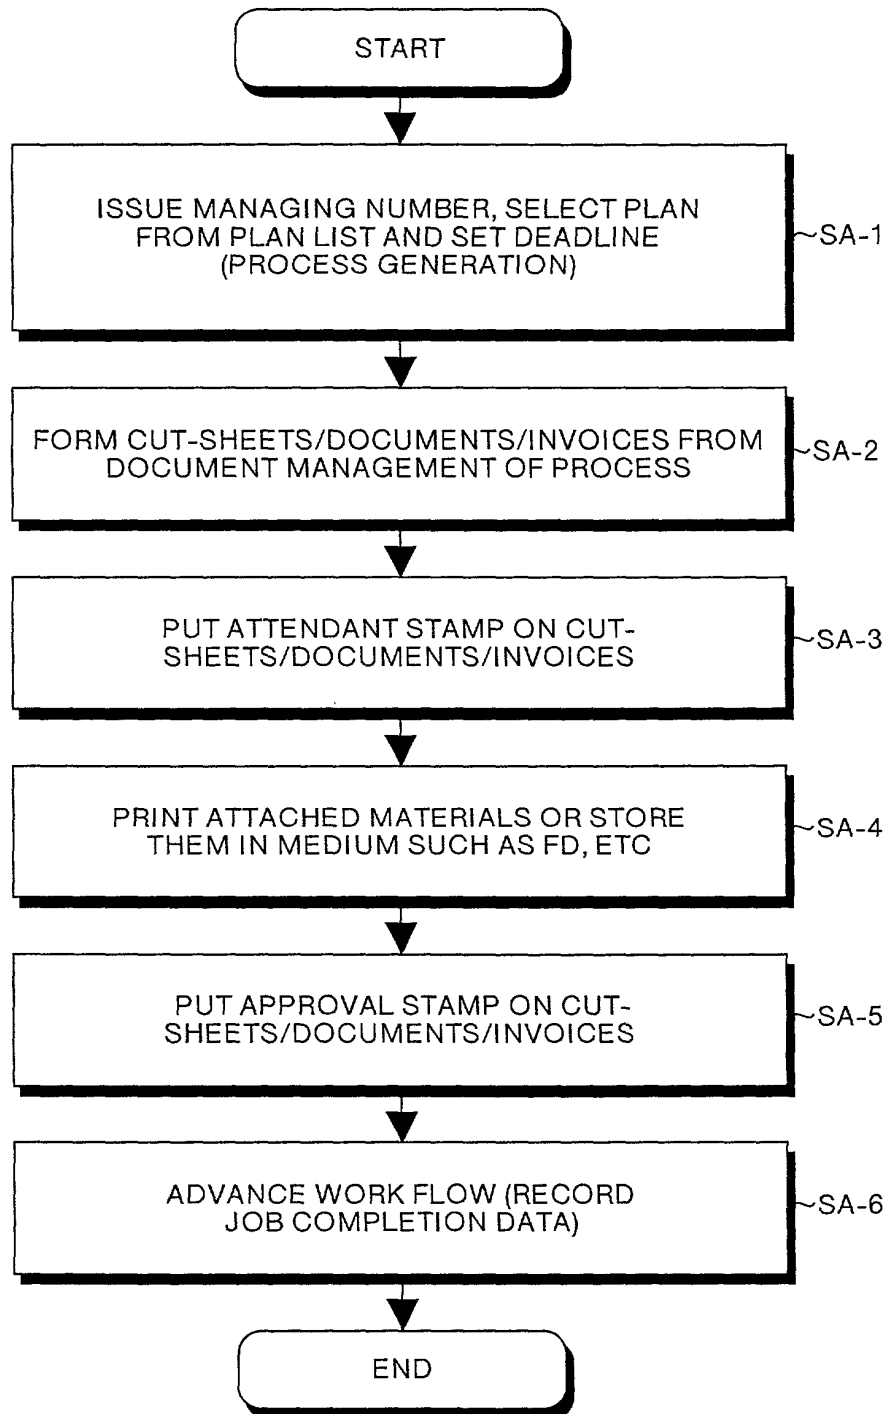 START
ISSUE MANAGING NUMBER, SELECT PLAN
FROM PLAN LIST AND SET DEADLINE
(PROCESS GENERATION)
SA-1
FORM CUT-SHEETS/DOCUMENTS/INVOICES FROM
DOCUMENT MANAGEMENT OF PROCESS
SA-2
PUT ATTENDANT STAMP ON CUT-
SHEETS/DOCUMENTS/INVOICES
SA-3
PRINT ATTACHED MATERIALS OR STORE
THEM IN MEDIUM SUCH AS FD, ETC
SA-4
PUT APPROVAL STAMP ON CUT-
SHEETS/DOCUMENTS/INVOICES
SA-5
ADVANCE WORK FLOW (RECORD
JOB COMPLETION DATA)
SA-6
END